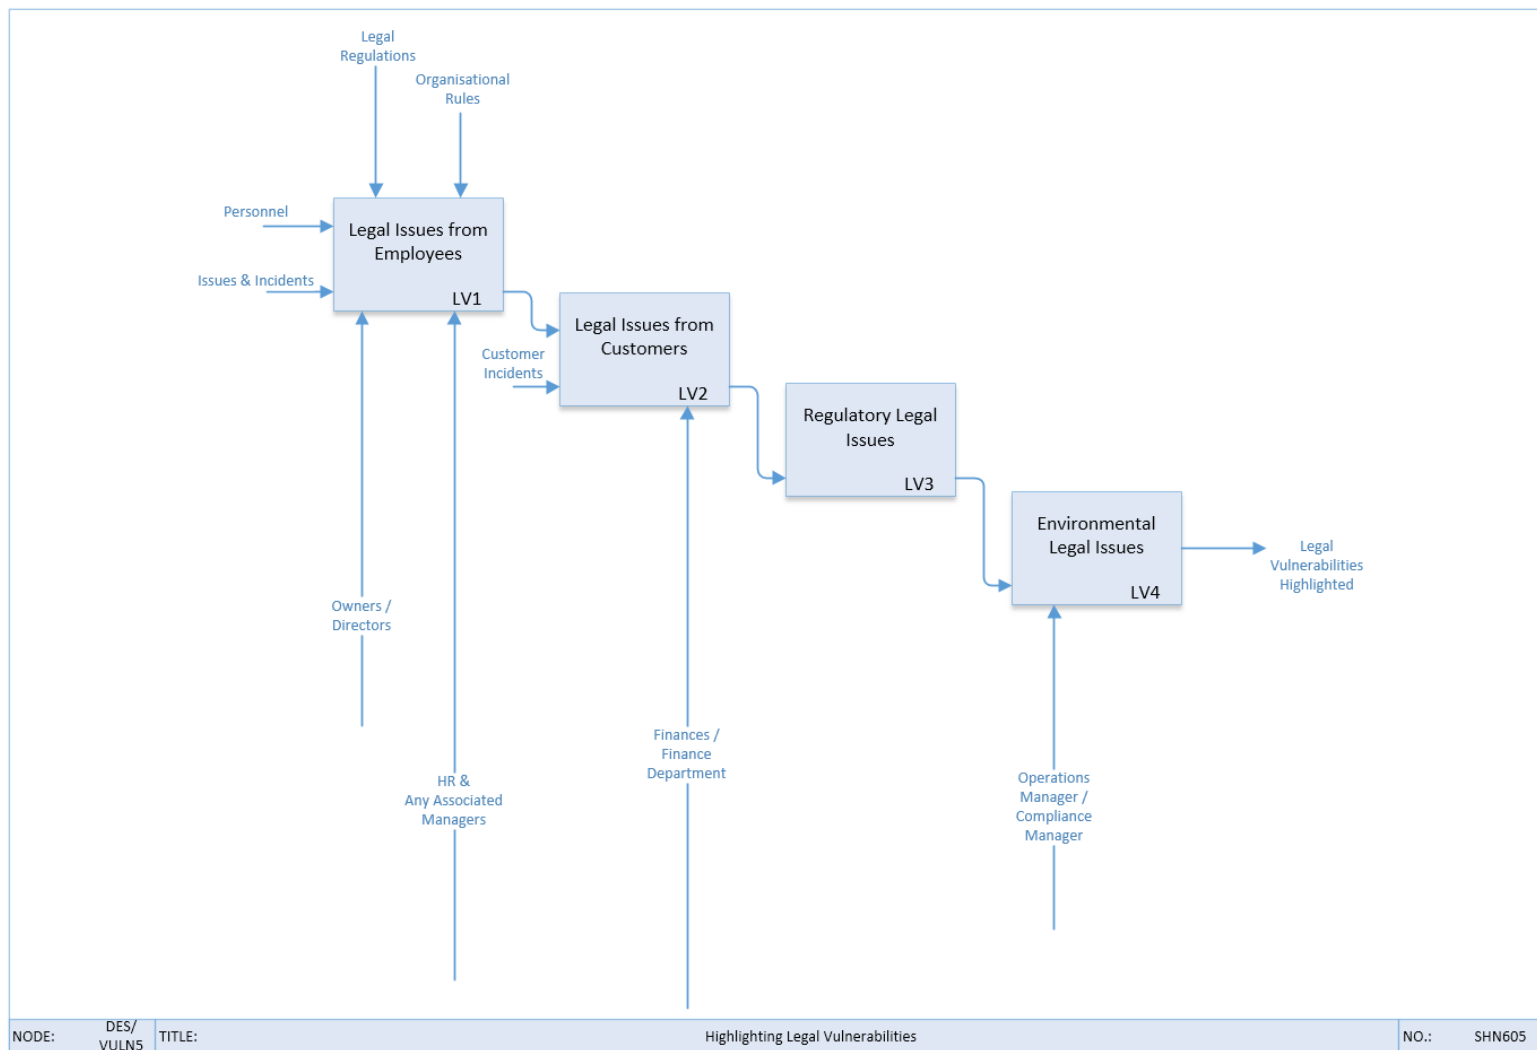 Legal
Regulations
Organisational
Rules
Personnel
Legal Issues from
Employees
Issues & Incidents
LV1
Legal Issues from
Customers
Customer
Incidents
LV2
Regulatory Legal
Issues
LV3
Environmental
Legal Issues
LV4
Legal
Vulnerabilities
Highlighted
Owners /
Directors
HR &
Any Associated
Managers
Finances /
Finance
Department
Operations
Manager /
Compliance
Manager
NODE:
DES/
VULN5
TITLE:
Highlighting Legal Vulnerabilities
NO.:
SHN605